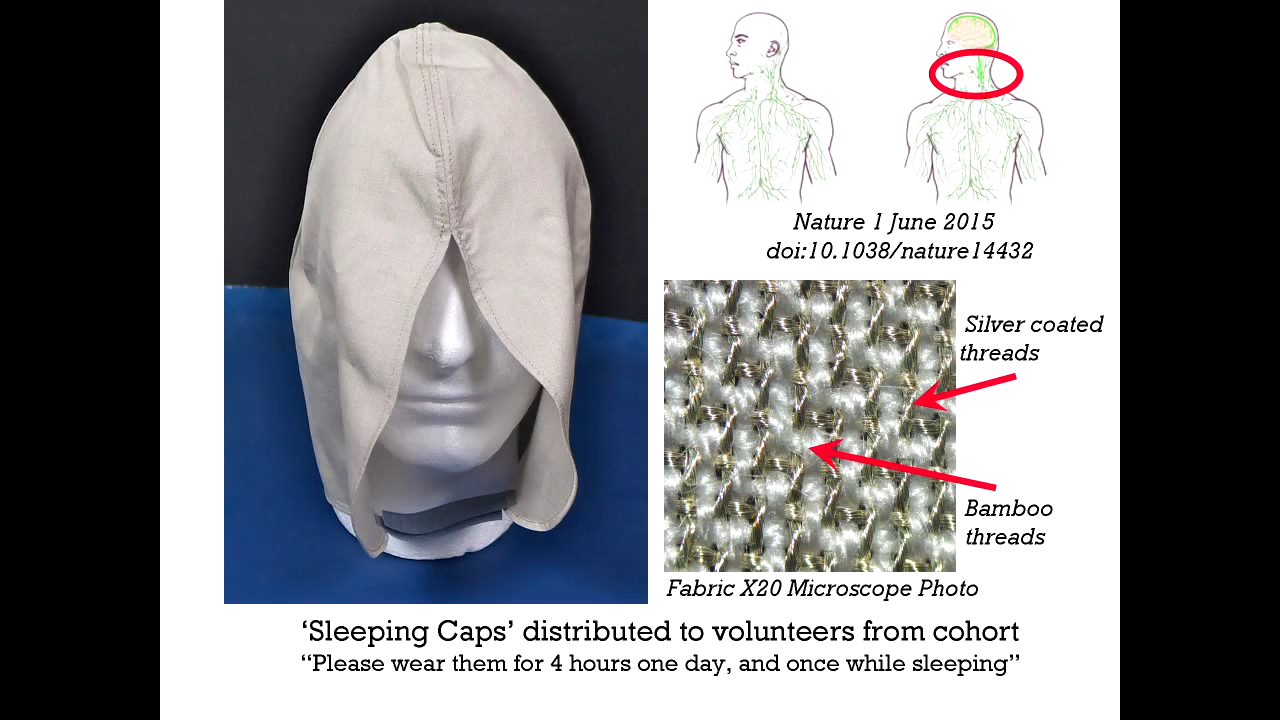 Nature 1 June 2015
doi:10.1038/nature14432
Silver coated
threads
Bamboo
threads
Fabric X20 Microscope Photo
‘Sleeping Caps’ distributed to volunteers from cohort
“Please wear them for 4 hours one day, and once while sleeping”